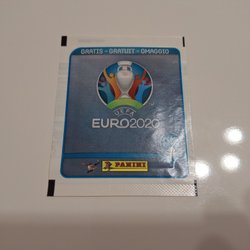 GRATIS - GRATUIT - OMAGGIO
UEFA
EURO2020
PANINI